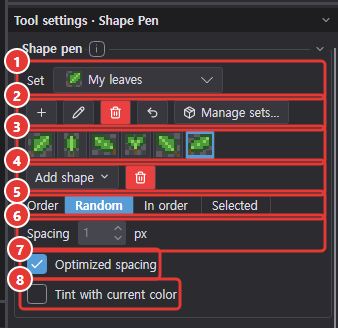 Tool settings · Shape Pen
Shape pen i
1
Set My leaves
2
Manage sets...
3
4
Add shape
5
Order Random In order Selected
6
Spacing 1 px
7
Optimized spacing
8
Tint with current color